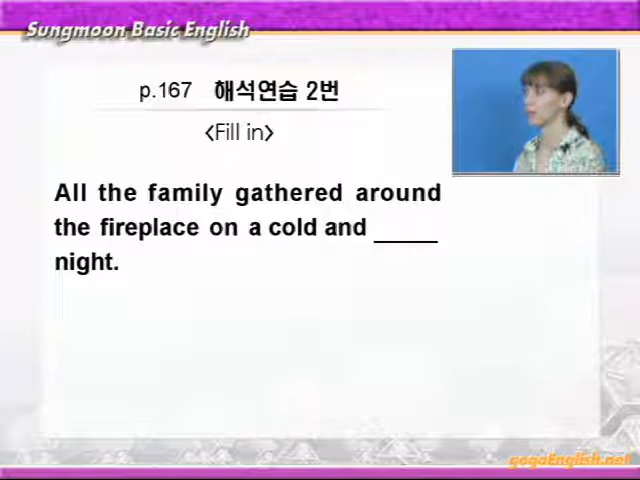 Sungmoon Basic English
p.167 해석연습 2번
<Fill in>
All the family gathered around
the fireplace on a cold and _____
night.
gogoEnglish.net